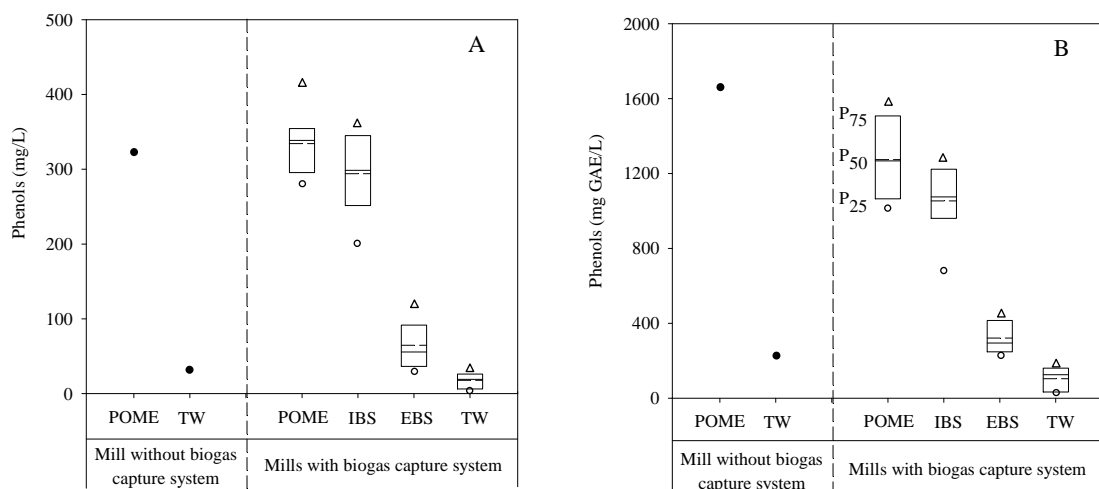 A
Phenols (mg/L)
500
400
300
200
100
0
POME TW POME IBS EBS TW
Mill without biogas
capture system
Mills with biogas capture system
B
Phenols (mg GAE/L)
2000
1600
1200
800
400
0
P75
P50
P25
POME TW POME IBS EBS TW
Mill without biogas
capture system
Mills with biogas capture system